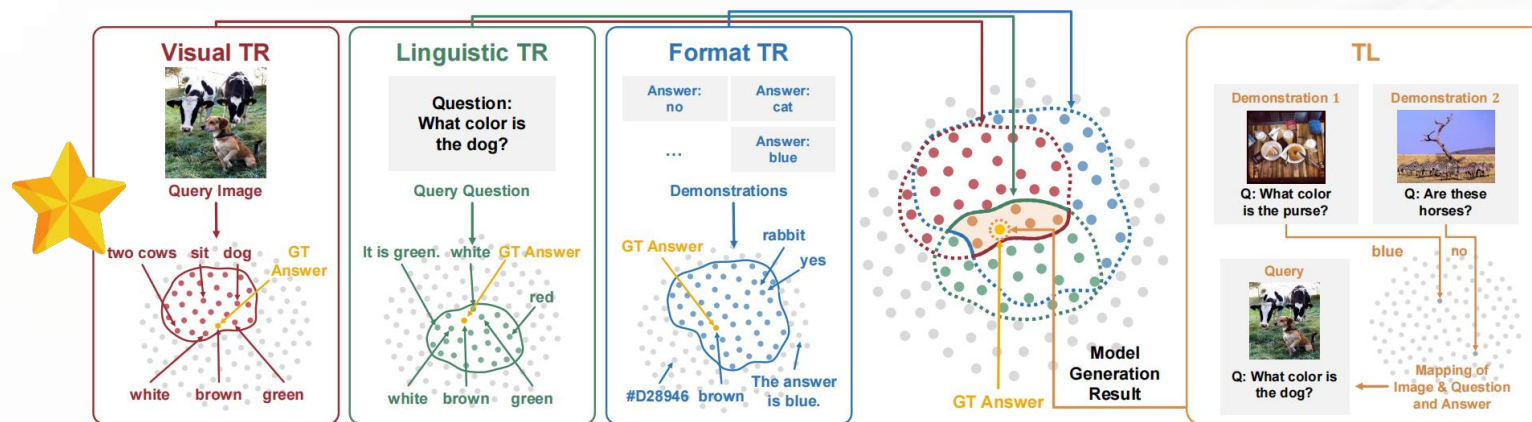 Visual TR
Query Image
two cows
sit
dog
GT
Answer
white
brown
green
Linguistic TR
Question:
What color is
the dog?
Query Question
It is green.
white
GT Answer
red
white
brown
green
Format TR
Answer:
no
Answer:
cat
...
Answer:
blue
Demonstrations
GT Answer
rabbit
yes
#D28946
brown
The answer
is blue.
GT Answer
Model
Generation
Result
TL
Demonstration 1
Q: What color
is the purse?
Demonstration 2
Q: Are these
horses?
blue
no
Query
Q: What color is
the dog?
Mapping of
Image & Question
and Answer